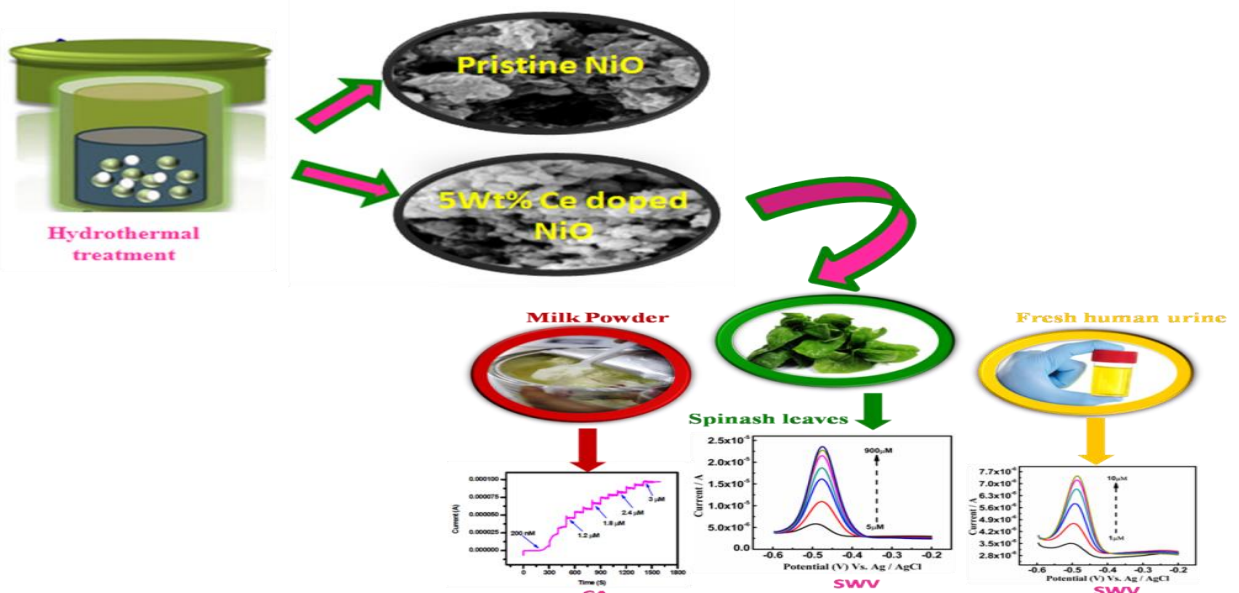 Pristine NiO
5Wt% Ce doped
NiO
Hydrothermal
treatment
Milk Powder
Fresh human urine
Spinash leaves
Current (A)
0.000100
0.000075
0.000050
0.000025
0.000000
200 nM
1.2 µM
1.8 µM
2.4 µM
3 µM
0 300 600 900 1200 1500 1800
Time (S)
CA
Current / A
2.5x10⁻⁵
2.0x10⁻⁵
1.5x10⁻⁵
1.0x10⁻⁵
5.0x10⁻⁶
0.0
900µM
5µM
-0.6 -0.5 -0.4 -0.3 -0.2
Potential (V) Vs. Ag / AgCl
SWV
Current / A
7.7x10⁻⁶
6.3x10⁻⁶
5.6x10⁻⁶
4.2x10⁻⁶
3.5x10⁻⁶
2.8x10⁻⁶
10µM
1µM
-0.6 -0.5 -0.4 -0.3 -0.2
Potential (V) Vs. Ag / AgCl
SWV